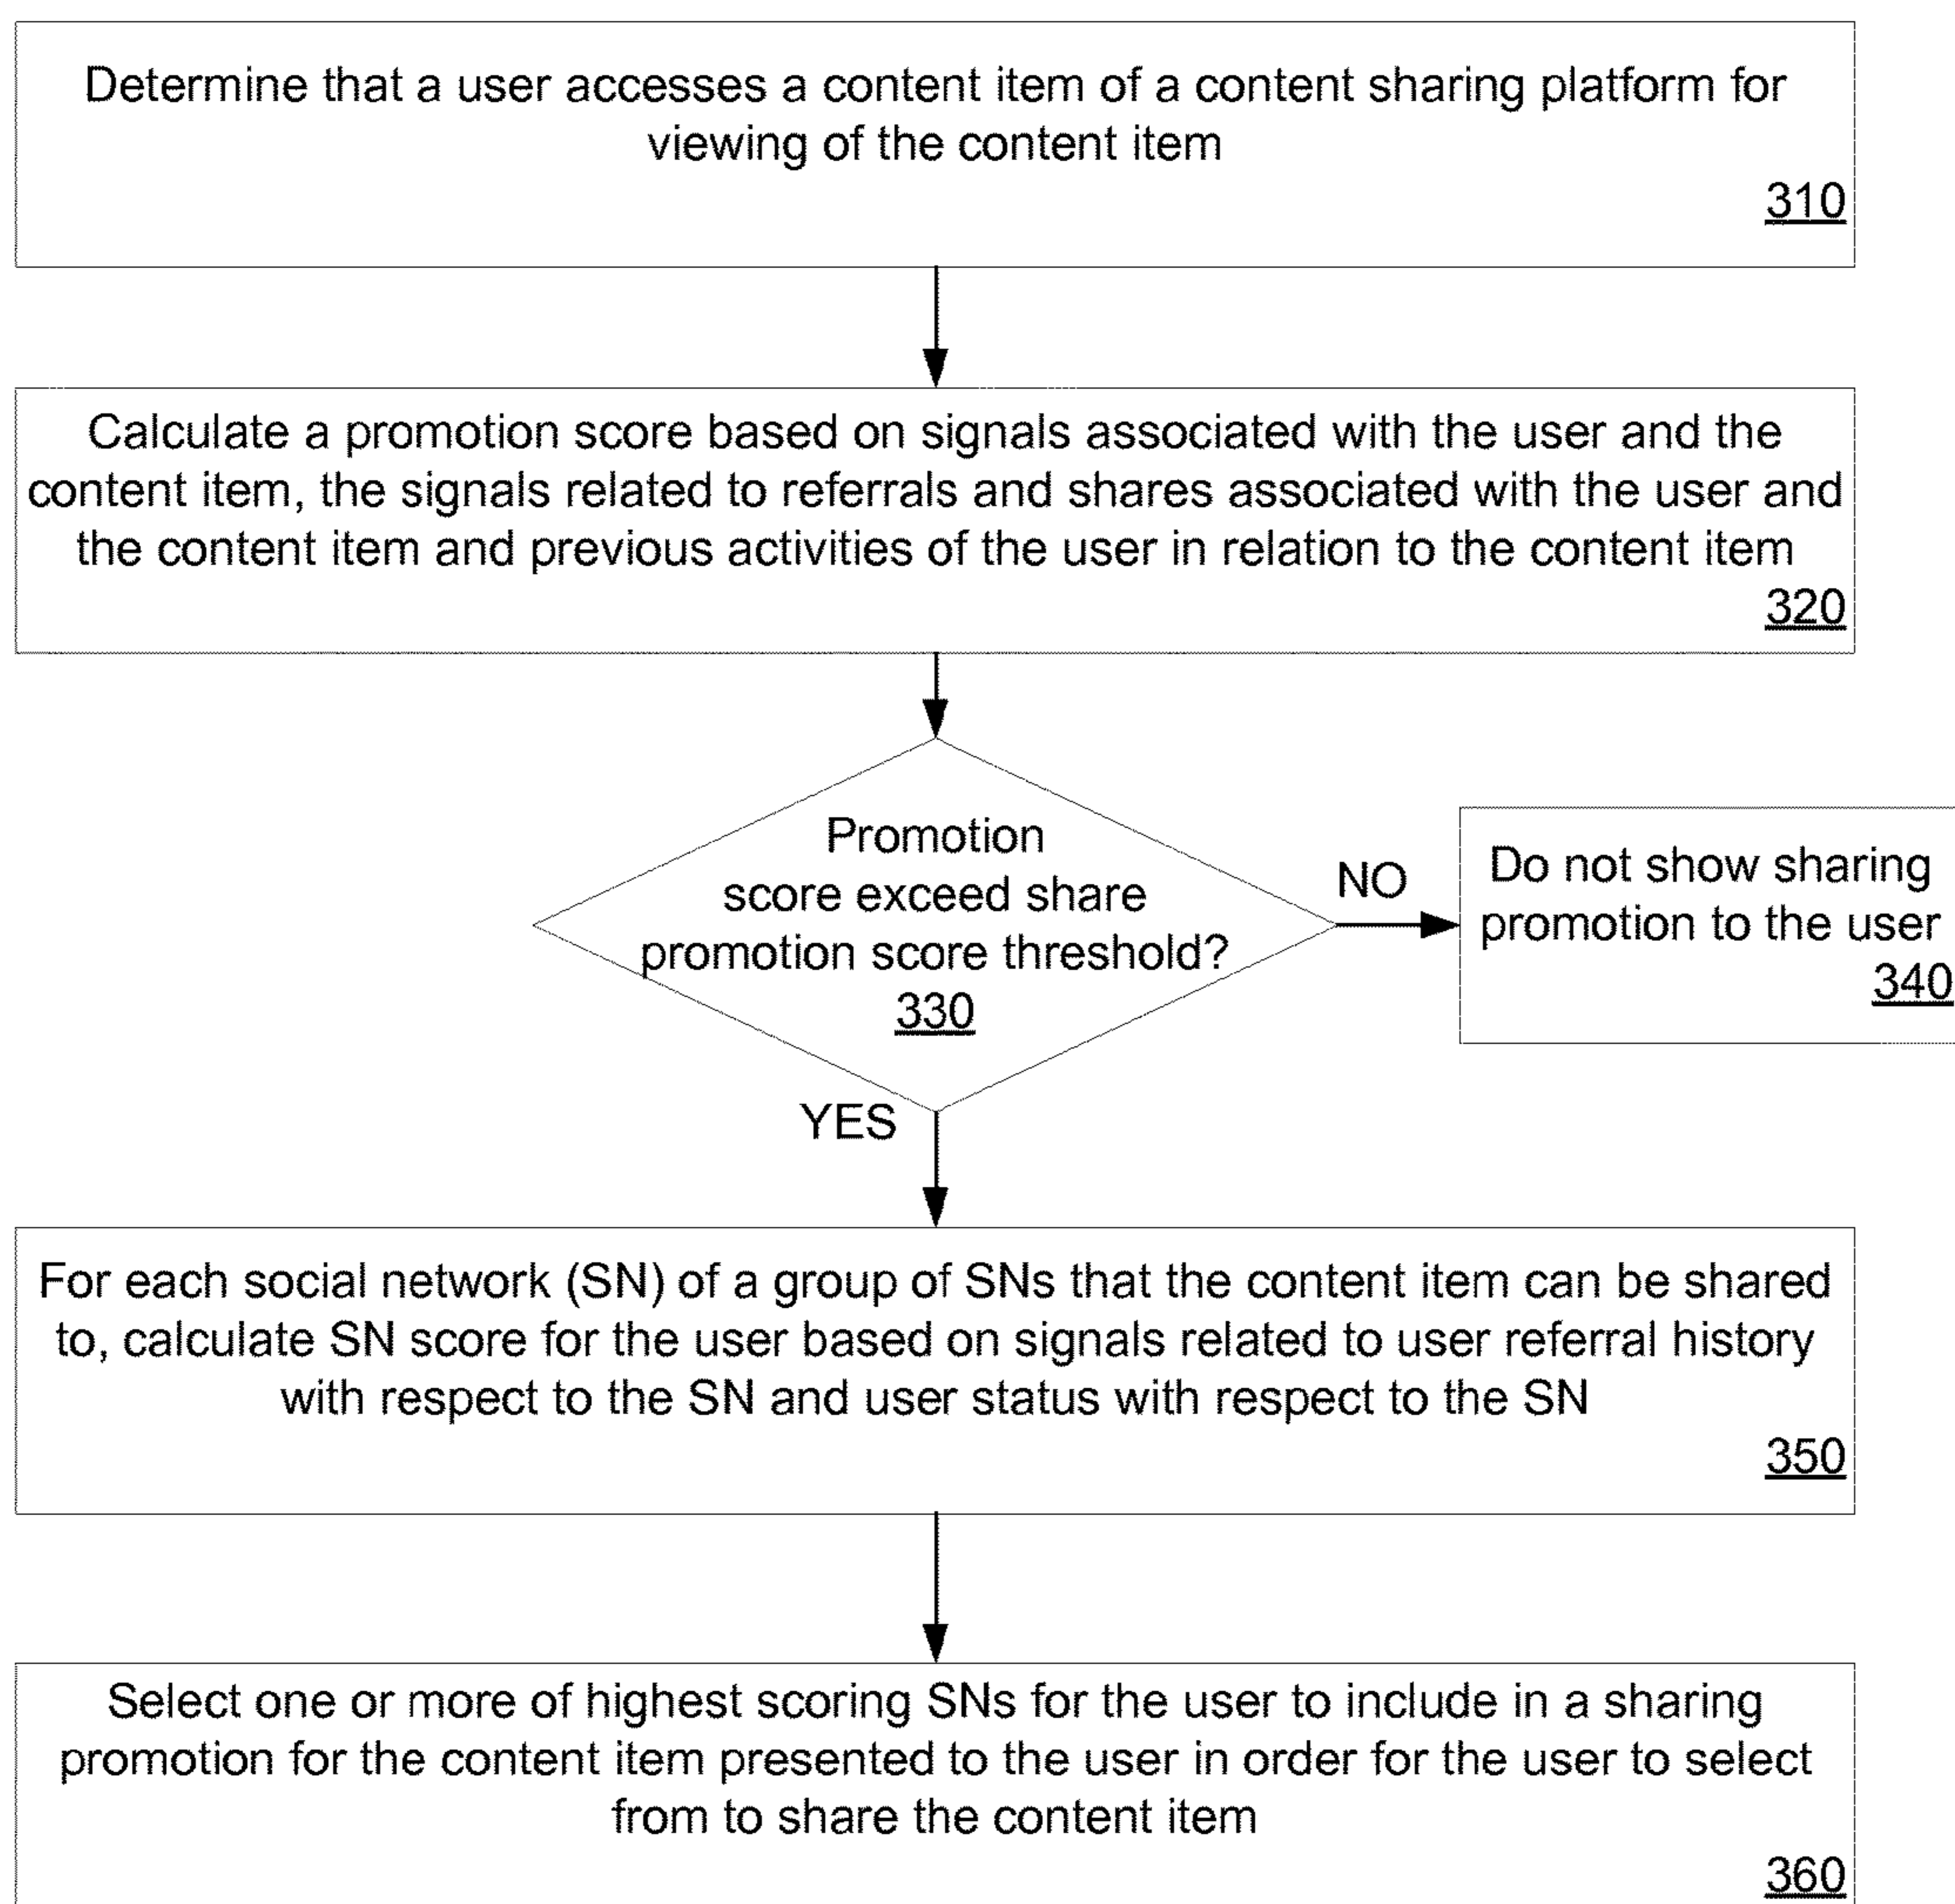 Determine that a user accesses a content item of a content sharing platform for
viewing of the content item
310
Calculate a promotion score based on signals associated with the user and the
content item, the signals related to referrals and shares associated with the user and
the content item and previous activities of the user in relation to the content item
320
Promotion
score exceed share
promotion score threshold?
330
NO
Do not show sharing
promotion to the user
340
YES
For each social network (SN) of a group of SNs that the content item can be shared
to, calculate SN score for the user based on signals related to user referral history
with respect to the SN and user status with respect to the SN
350
Select one or more of highest scoring SNs for the user to include in a sharing
promotion for the content item presented to the user in order for the user to select
from to share the content item
360